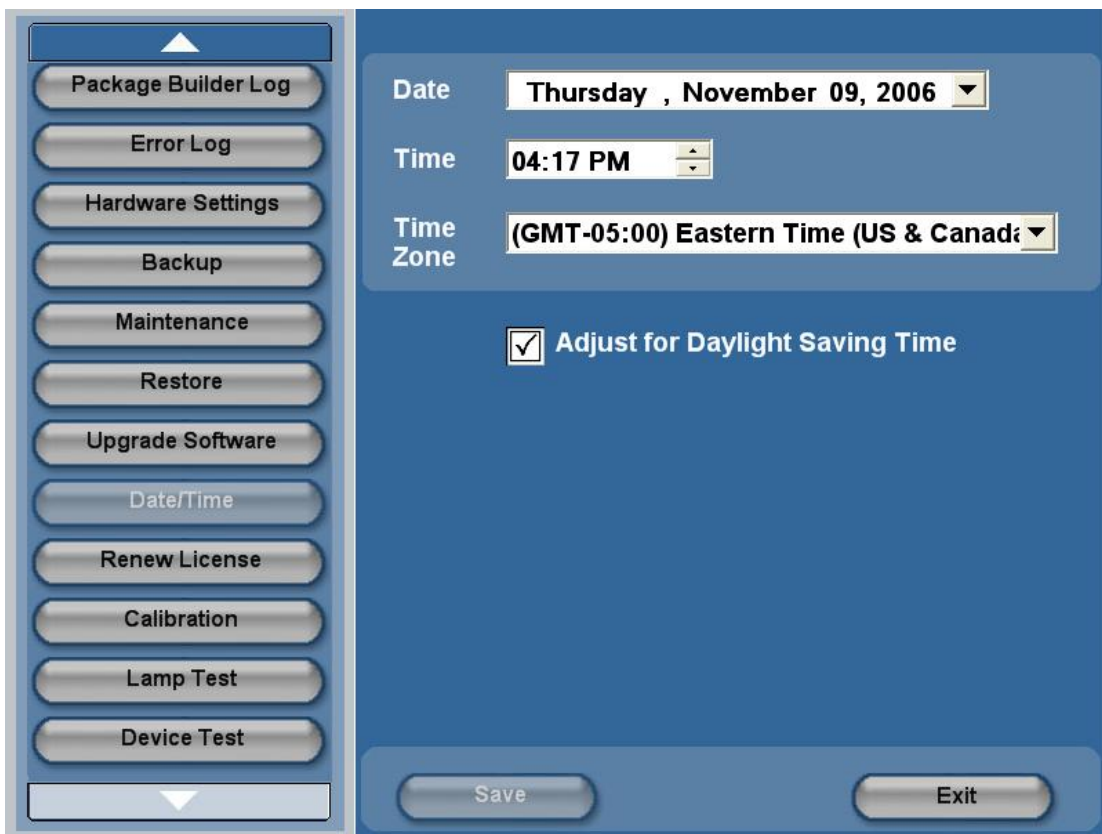 Package Builder Log
Error Log
Hardware Settings
Backup
Maintenance
Restore
Upgrade Software
Date/Time
Renew License
Calibration
Lamp Test
Device Test
Date Thursday , November 09, 2006
Time 04:17 PM
Time
Zone
(GMT-05:00) Eastern Time (US & Canada
Adjust for Daylight Saving Time
Save
Exit